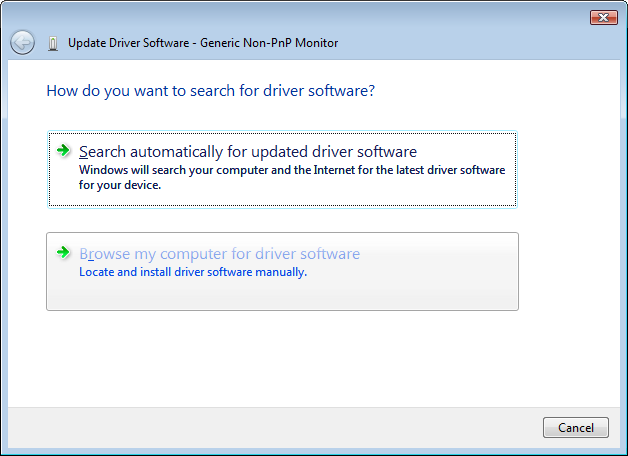 Update Driver Software - Generic Non-PnP Monitor
How do you want to search for driver software?
Search automatically for updated driver software
Windows will search your computer and the Internet for the latest driver software
for your device.
Browse my computer for driver software
Locate and install driver software manually.
Cancel